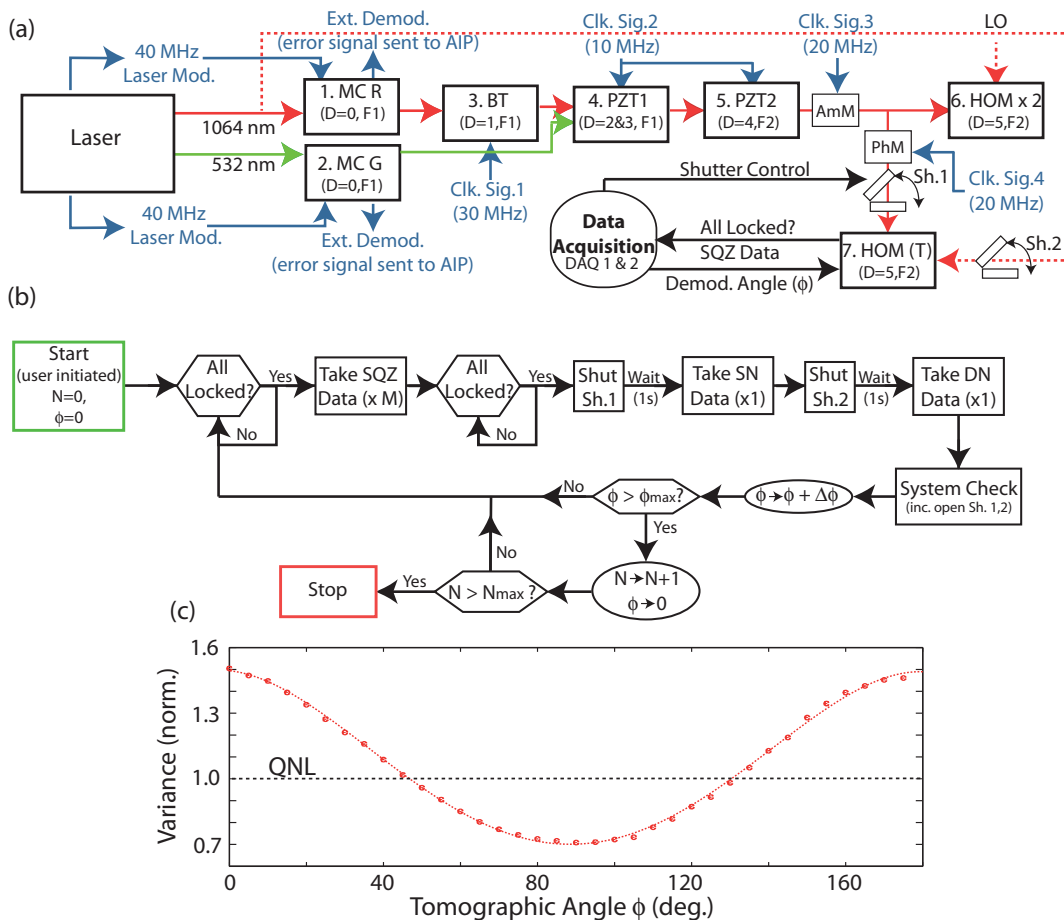 (a)
Ext. Demod.
(error signal sent to AIP)
Clk. Sig.2
(10 MHz)
Clk. Sig.3
(20 MHz)
LO
40 MHz
Laser Mod.
Laser
1064 nm
532 nm
1. MC R
(D=0, F1)
2. MC G
(D=0,F1)
3. BT
(D=1,F1)
4. PZT1
(D=2&3, F1)
5. PZT2
(D=4,F2)
AmM
6. HOM x 2
(D=5,F2)
PhM
Sh.1
Clk. Sig.4
(20 MHz)
Clk. Sig.1
(30 MHz)
40 MHz
Laser Mod.
Ext. Demod.
(error signal sent to AIP)
Shutter Control
Data
Acquisition
DAQ 1 & 2
All Locked?
SQZ Data
Demod. Angle (ϕ)
7. HOM (T)
(D=5,F2)
Sh.2
(b)
Start
(user initiated)
N=0,
ϕ=0
All
Locked?
Yes
No
Take SQZ
Data (x M)
All
Locked?
Yes
No
Shut
Sh.1
Wait
(1s)
Take SN
Data (x1)
Shut
Sh.2
Wait
(1s)
Take DN
Data (x1)
System Check
(inc. open Sh. 1,2)
ϕ→ϕ + Δϕ
ϕ > ϕmax?
No
Yes
N→N+1
ϕ→0
N > Nmax ?
No
Yes
Stop
(c)
Variance (norm.)
1.6
1.3
1.0
0.7
QNL
0 40 80 120 160
Tomographic Angle ϕ (deg.)